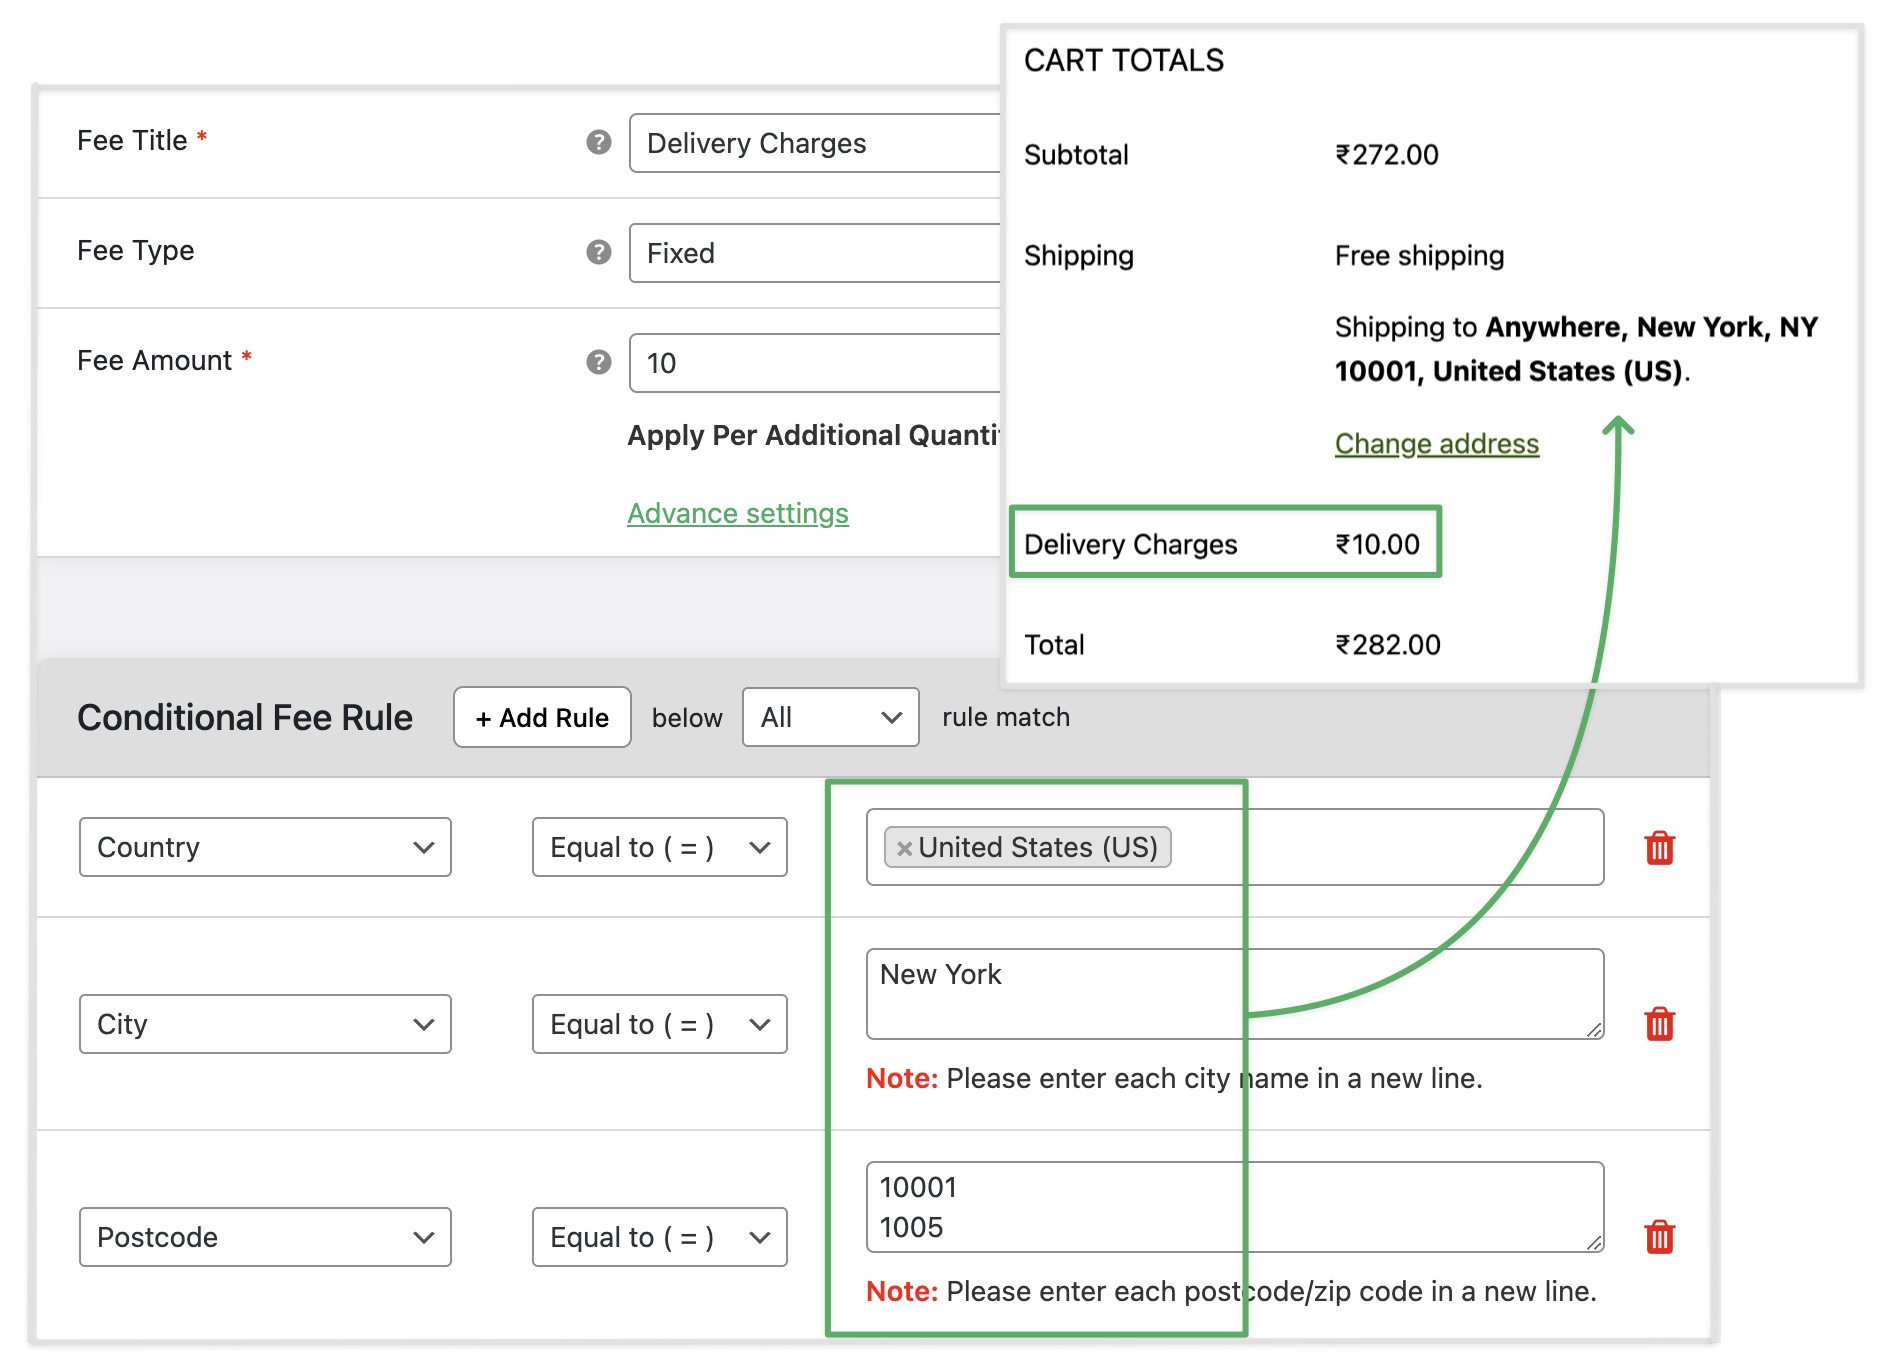 CART TOTALS
Subtotal ₹272.00
Shipping Free shipping
Shipping to Anywhere, New York, NY
10001, United States (US).
Change address
Delivery Charges ₹10.00
Total ₹282.00
Fee Title * ? Delivery Charges
Fee Type ? Fixed
Fee Amount * ? 10
Apply Per Additional
Advance settings
Conditional Fee Rule + Add Rule below All rule match
Country Equal to ( = ) ×United States (US)
City Equal to ( = ) New York
Note: Please enter each city name in a new line.
Postcode Equal to ( = ) 10001
1005
Note: Please enter each postcode/zip code in a new line.